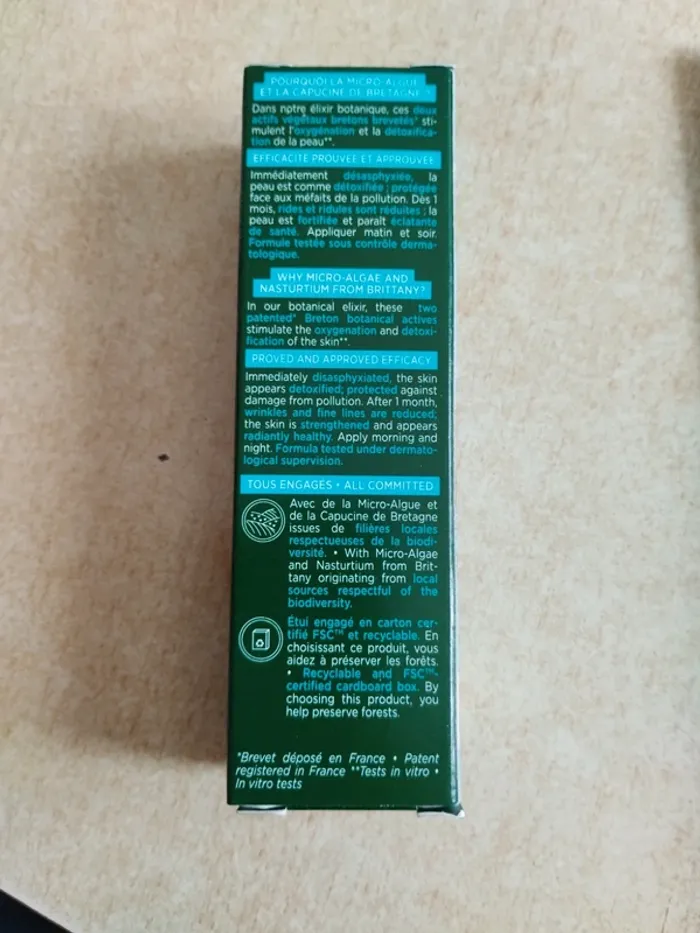 POURQUOI LA MICRO-ALGUE
ET LA CAPUCINE DE BRETAGNE ?
Dans notre élixir botanique, ces deux
actifs végétaux bretons brevetés* sti-
mulent l'oxygénation et la détoxifica-
tion de la peau**.
EFFICACITÉ PROUVÉE ET APPROUVÉE
Immédiatement désasphyxiée, la
peau est comme détoxifiée ; protégée
face aux méfaits de la pollution. Dès 1
mois, rides et ridules sont réduites ; la
peau est fortifiée et paraît éclatante
de santé. Appliquer matin et soir.
Formule testée sous contrôle derma-
tologique.
WHY MICRO-ALGAE AND
NASTURTIUM FROM BRITTANY?
In our botanical elixir, these two
patented* Breton botanical actives
stimulate the oxygenation and detoxi-
fication of the skin**.
PROVED AND APPROVED EFFICACY
Immediately disasphyxiated, the skin
appears detoxified; protected against
damage from pollution. After 1 month,
wrinkles and fine lines are reduced;
the skin is strengthened and appears
radiantly healthy. Apply morning and
night. Formula tested under dermato-
logical supervision.
TOUS ENGAGÉS • ALL COMMITTED
Avec de la Micro-Algue et
de la Capucine de Bretagne
issues de filières locales
respectueuses de la biodi-
versité. • With Micro-Algae
and Nasturtium from Brit-
tany originating from local
sources respectful of the
biodiversity.
Étui engagé en carton cer-
tifié FSC™ et recyclable. En
choisissant ce produit, vous
aidez à préserver les forêts.
• Recyclable and FSC™-
certified cardboard box. By
choosing this product, you
help preserve forests.
*Brevet déposé en France • Patent
registered in France **Tests in vitro •
In vitro tests